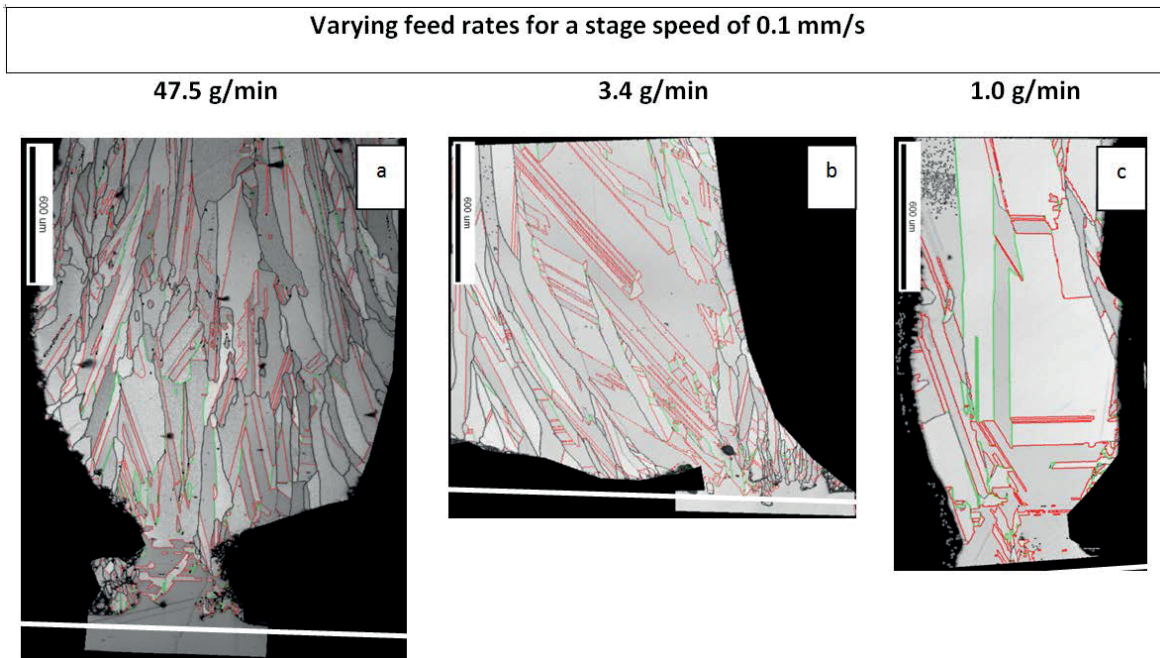 Varying feed rates for a stage speed of 0.1 mm/s
47.5 g/min
3.4 g/min
1.0 g/min
a
b
c
600 um
600 um
600 um